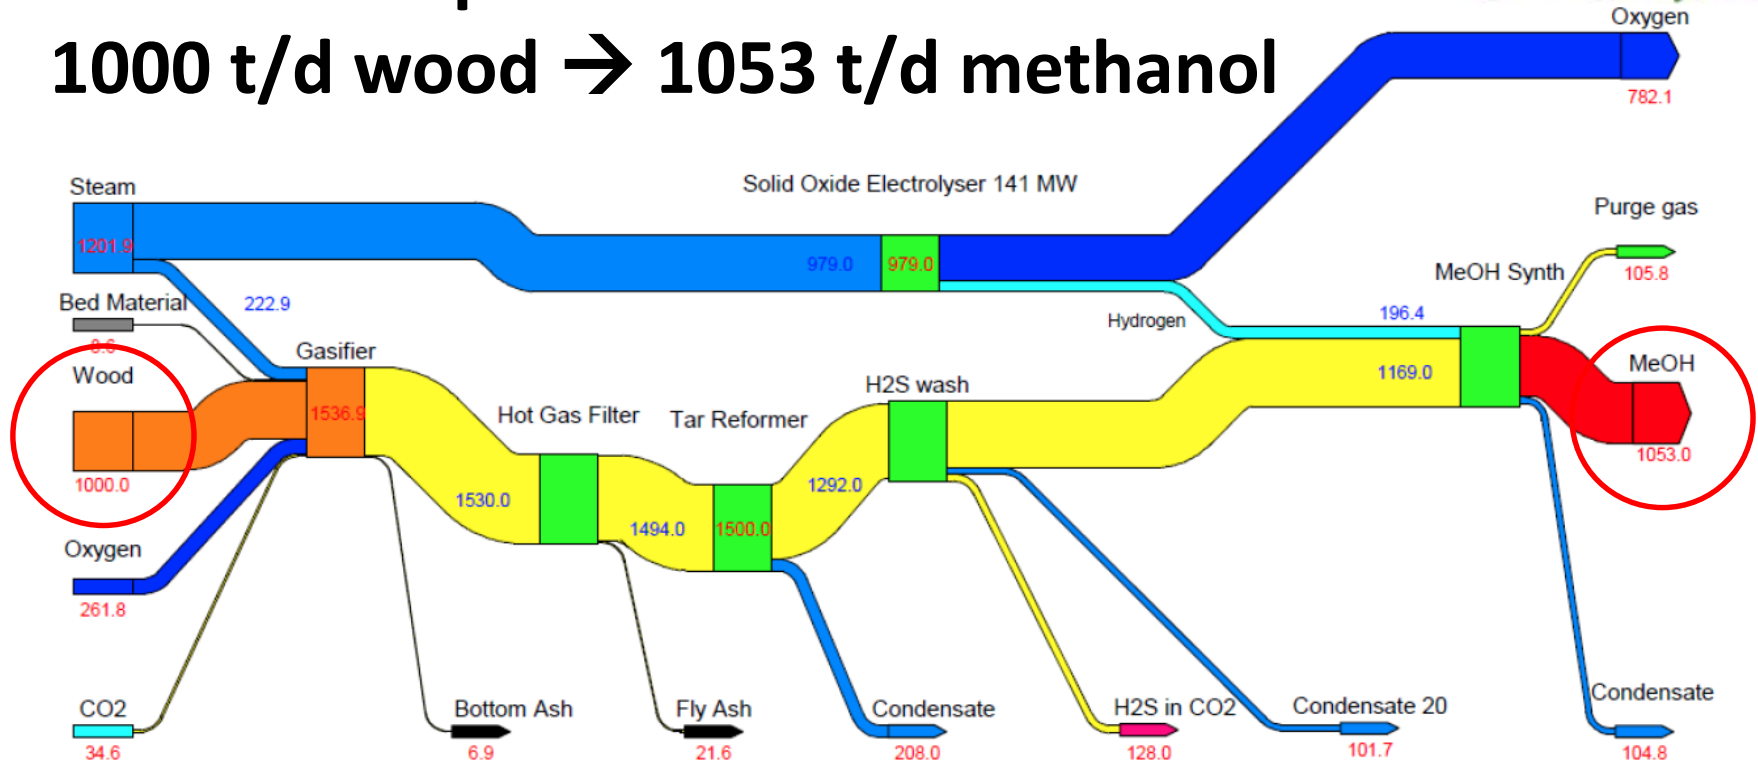 1000 t/d wood → 1053 t/d methanol
Oxygen
782.1
Steam
1201.9
Solid Oxide Electrolyser 141 MW
979.0
979.0
Purge gas
105.8
MeOH Synth
Bed Material
222.9
Hydrogen
196.4
Gasifier
Wood
1000.0
1536.9
Hot Gas Filter
Tar Reformer
H2S wash
1169.0
MeOH
1053.0
1530.0
1494.0
1500.0
1292.0
Oxygen
261.8
CO2
34.6
Bottom Ash
6.9
Fly Ash
21.6
Condensate
208.0
H2S in CO2
128.0
Condensate 20
101.7
Condensate
104.8